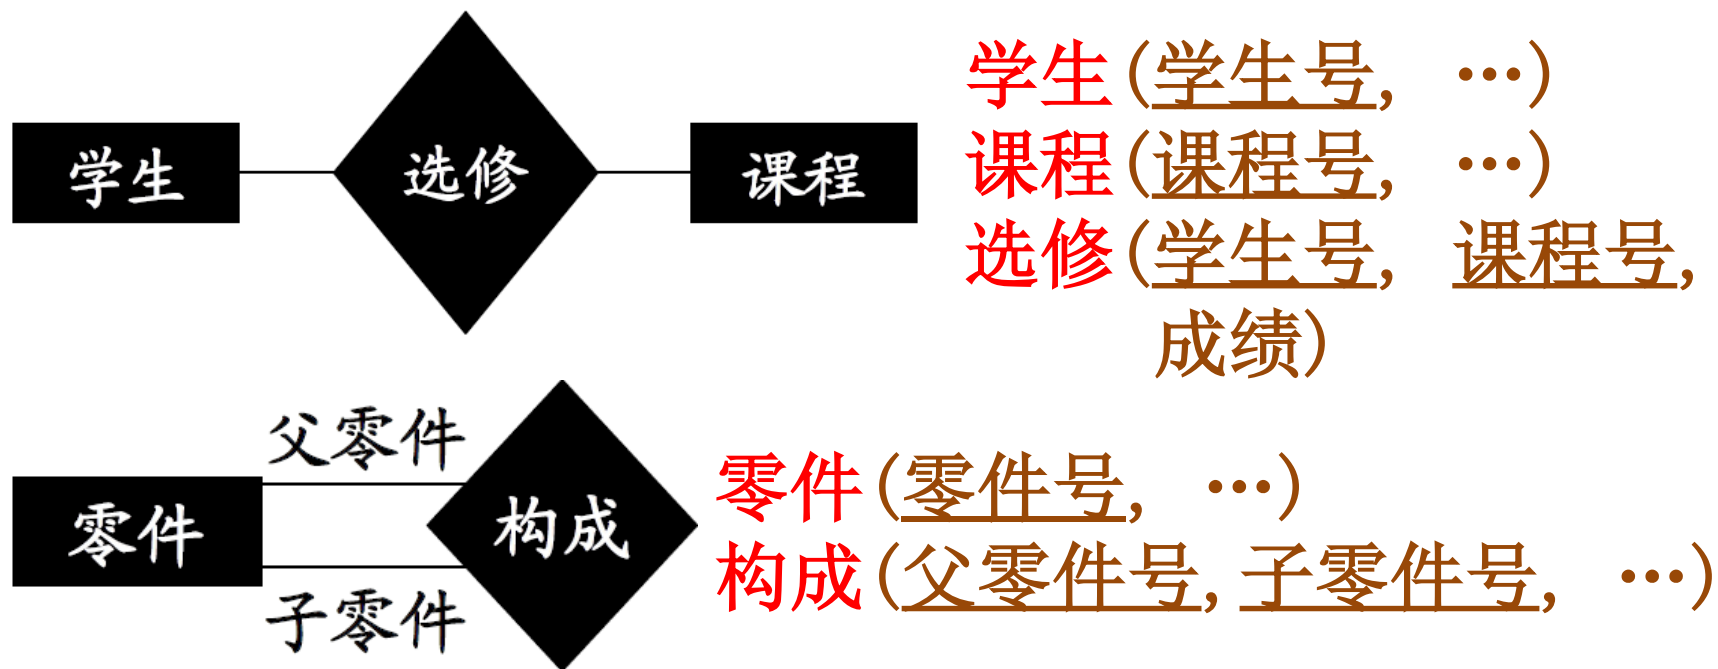 学生 选修 课程
学生(学生号, …)
课程(课程号, …)
选修(学生号, 课程号,
成绩)
父零件
零件 构成
子零件
零件(零件号, …)
构成(父零件号, 子零件号, …)